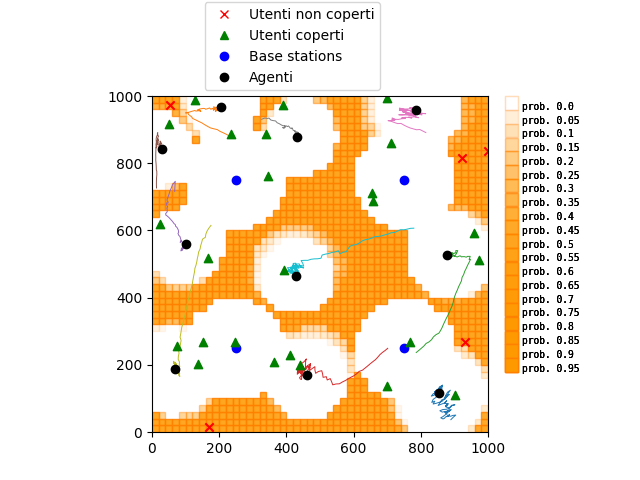 Utenti non coperti
Utenti coperti
Base stations
Agenti
1000
800
600
400
200
0
0
200
400
600
800
1000
prob. 0.0
prob. 0.05
prob. 0.1
prob. 0.15
prob. 0.2
prob. 0.25
prob. 0.3
prob. 0.35
prob. 0.4
prob. 0.45
prob. 0.5
prob. 0.55
prob. 0.6
prob. 0.65
prob. 0.7
prob. 0.75
prob. 0.8
prob. 0.85
prob. 0.9
prob. 0.95